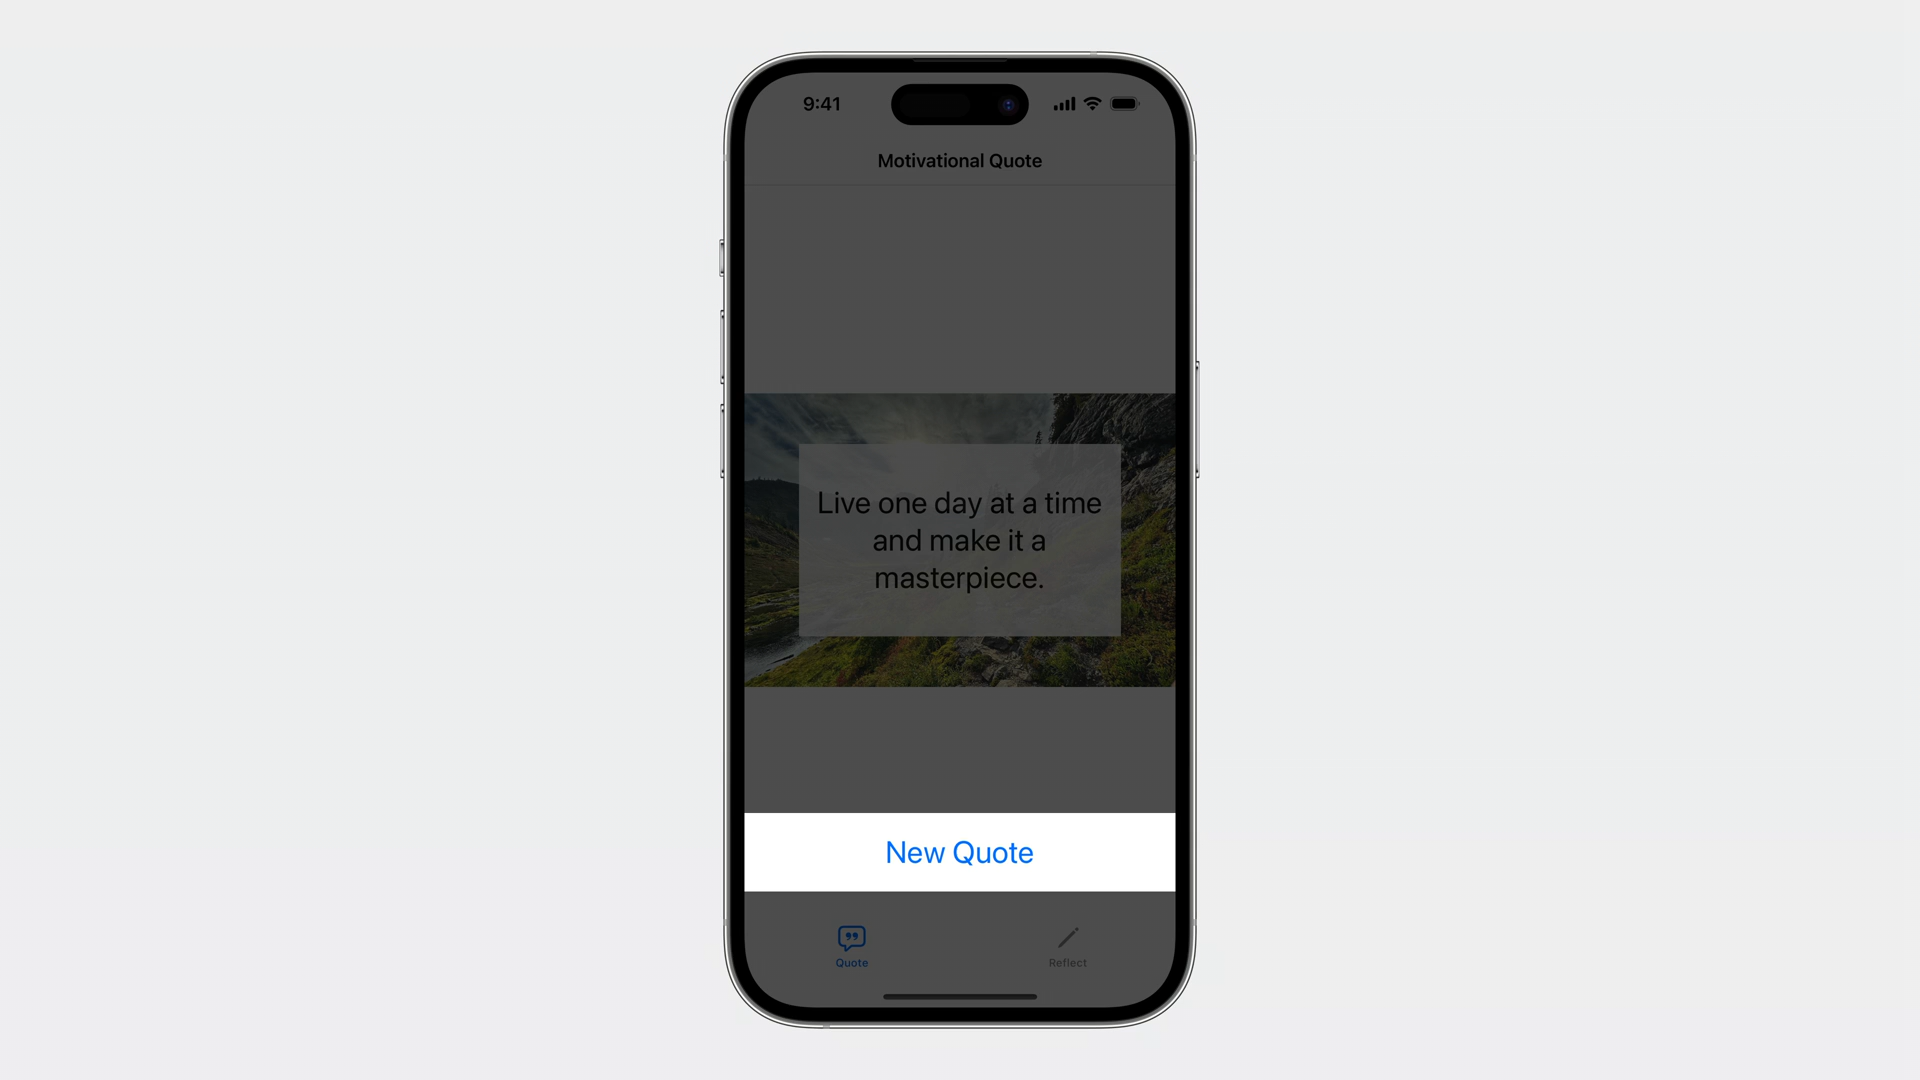 9:41
Motivational Quote
Live one day at a time
and make it a
masterpiece.
New Quote
Quote
Reflect